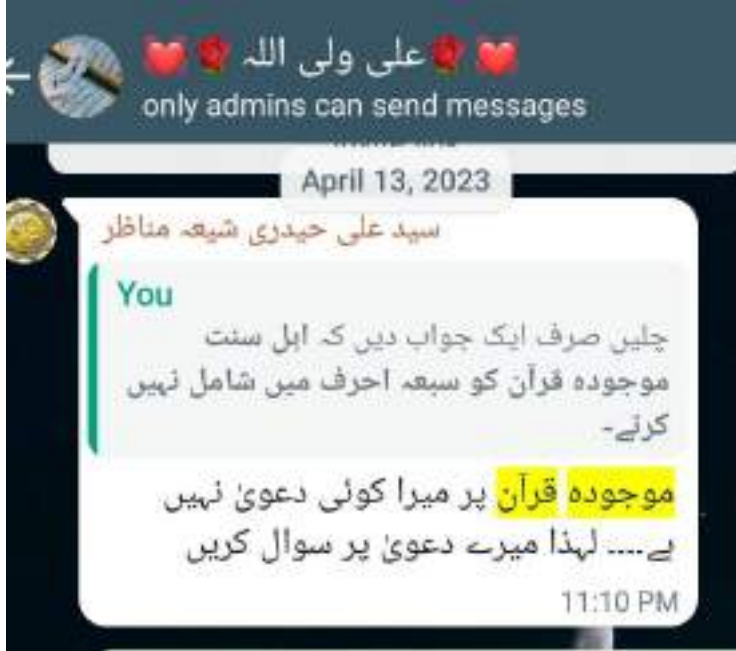 💓🌹علی ولی اللہ 🌹💓
only admins can send messages
April 13, 2023
سید علی حیدری شیعہ مناظر
You
چلیں صرف ایک جواب دیں کہ اہل سنت
موجودہ قرآن کو سبعہ احرف میں شامل نہیں
کرتے۔
موجودہ قرآن پر میرا کوئی دعویٰ نہیں
ہے.... لہذا میرے دعویٰ پر سوال کریں
11:10 PM